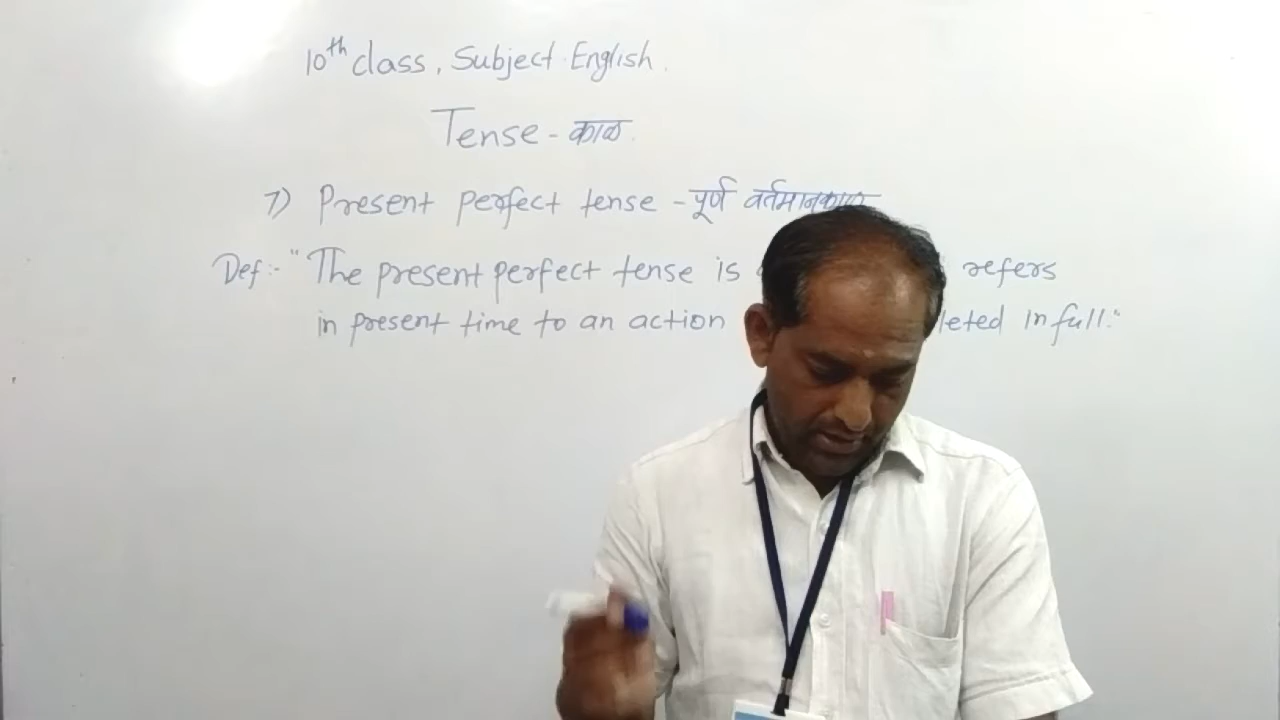 10th class, Subject English.
Tense - काळ.
7) Present perfect tense - पूर्ण वर्तमानकाळ
Def:- "The present perfect tense is refers
in present time to an action in full."